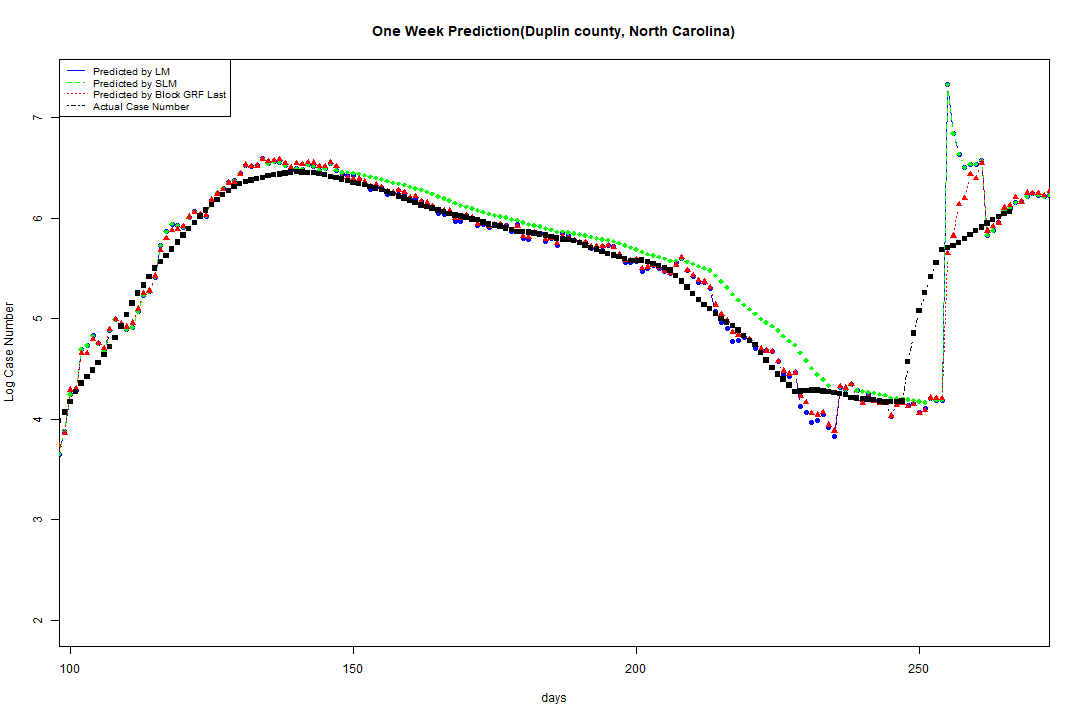 One Week Prediction(Duplin county, North Carolina)
Predicted by LM
Predicted by SLM
Predicted by Block GRF Last
Actual Case Number
Log Case Number
7
6
5
4
3
2
100 150 200 250
days